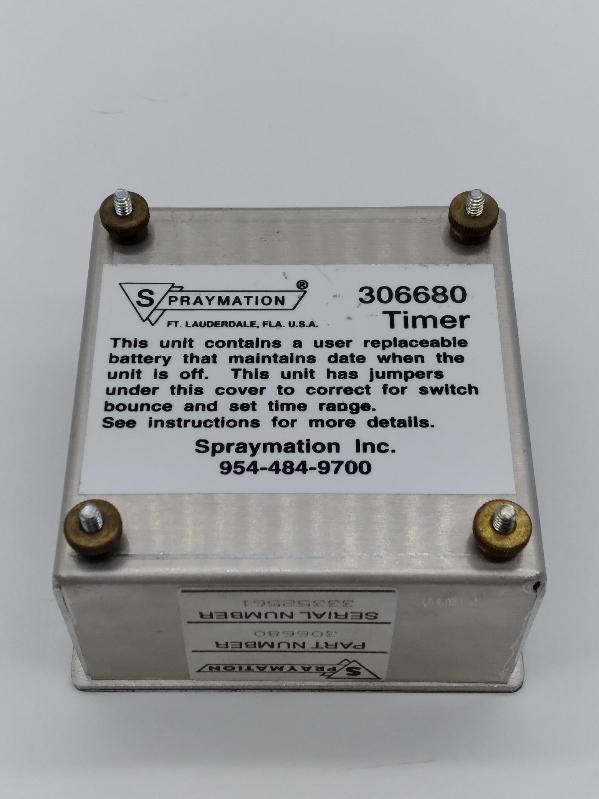 SPRAYMATION®
FT. LAUDERDALE, FLA. U.S.A.
306680
Timer
This unit contains a user replaceable
battery that maintains date when the
unit is off. This unit has jumpers
under this cover to correct for switch
bounce and set time range.
See instructions for more details.
Spraymation Inc.
954-484-9700
SPRAYMATION
PART NUMBER
306680
SERIAL NUMBER
33352561